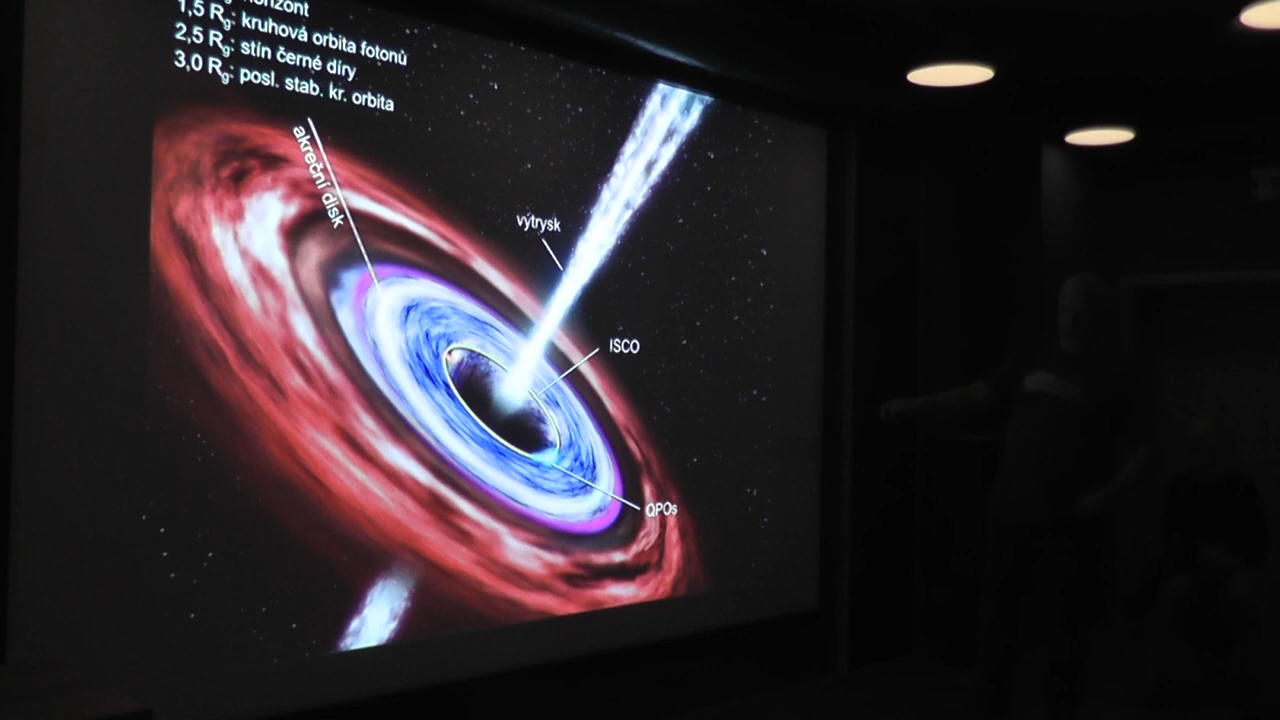 horizont
1,5 Rg: kruhová orbita fotonů
2,5 Rg: stín černé díry
3,0 Rg: posl. stab. kr. orbita
akreční disk
výtrysk
ISCO
QPOs